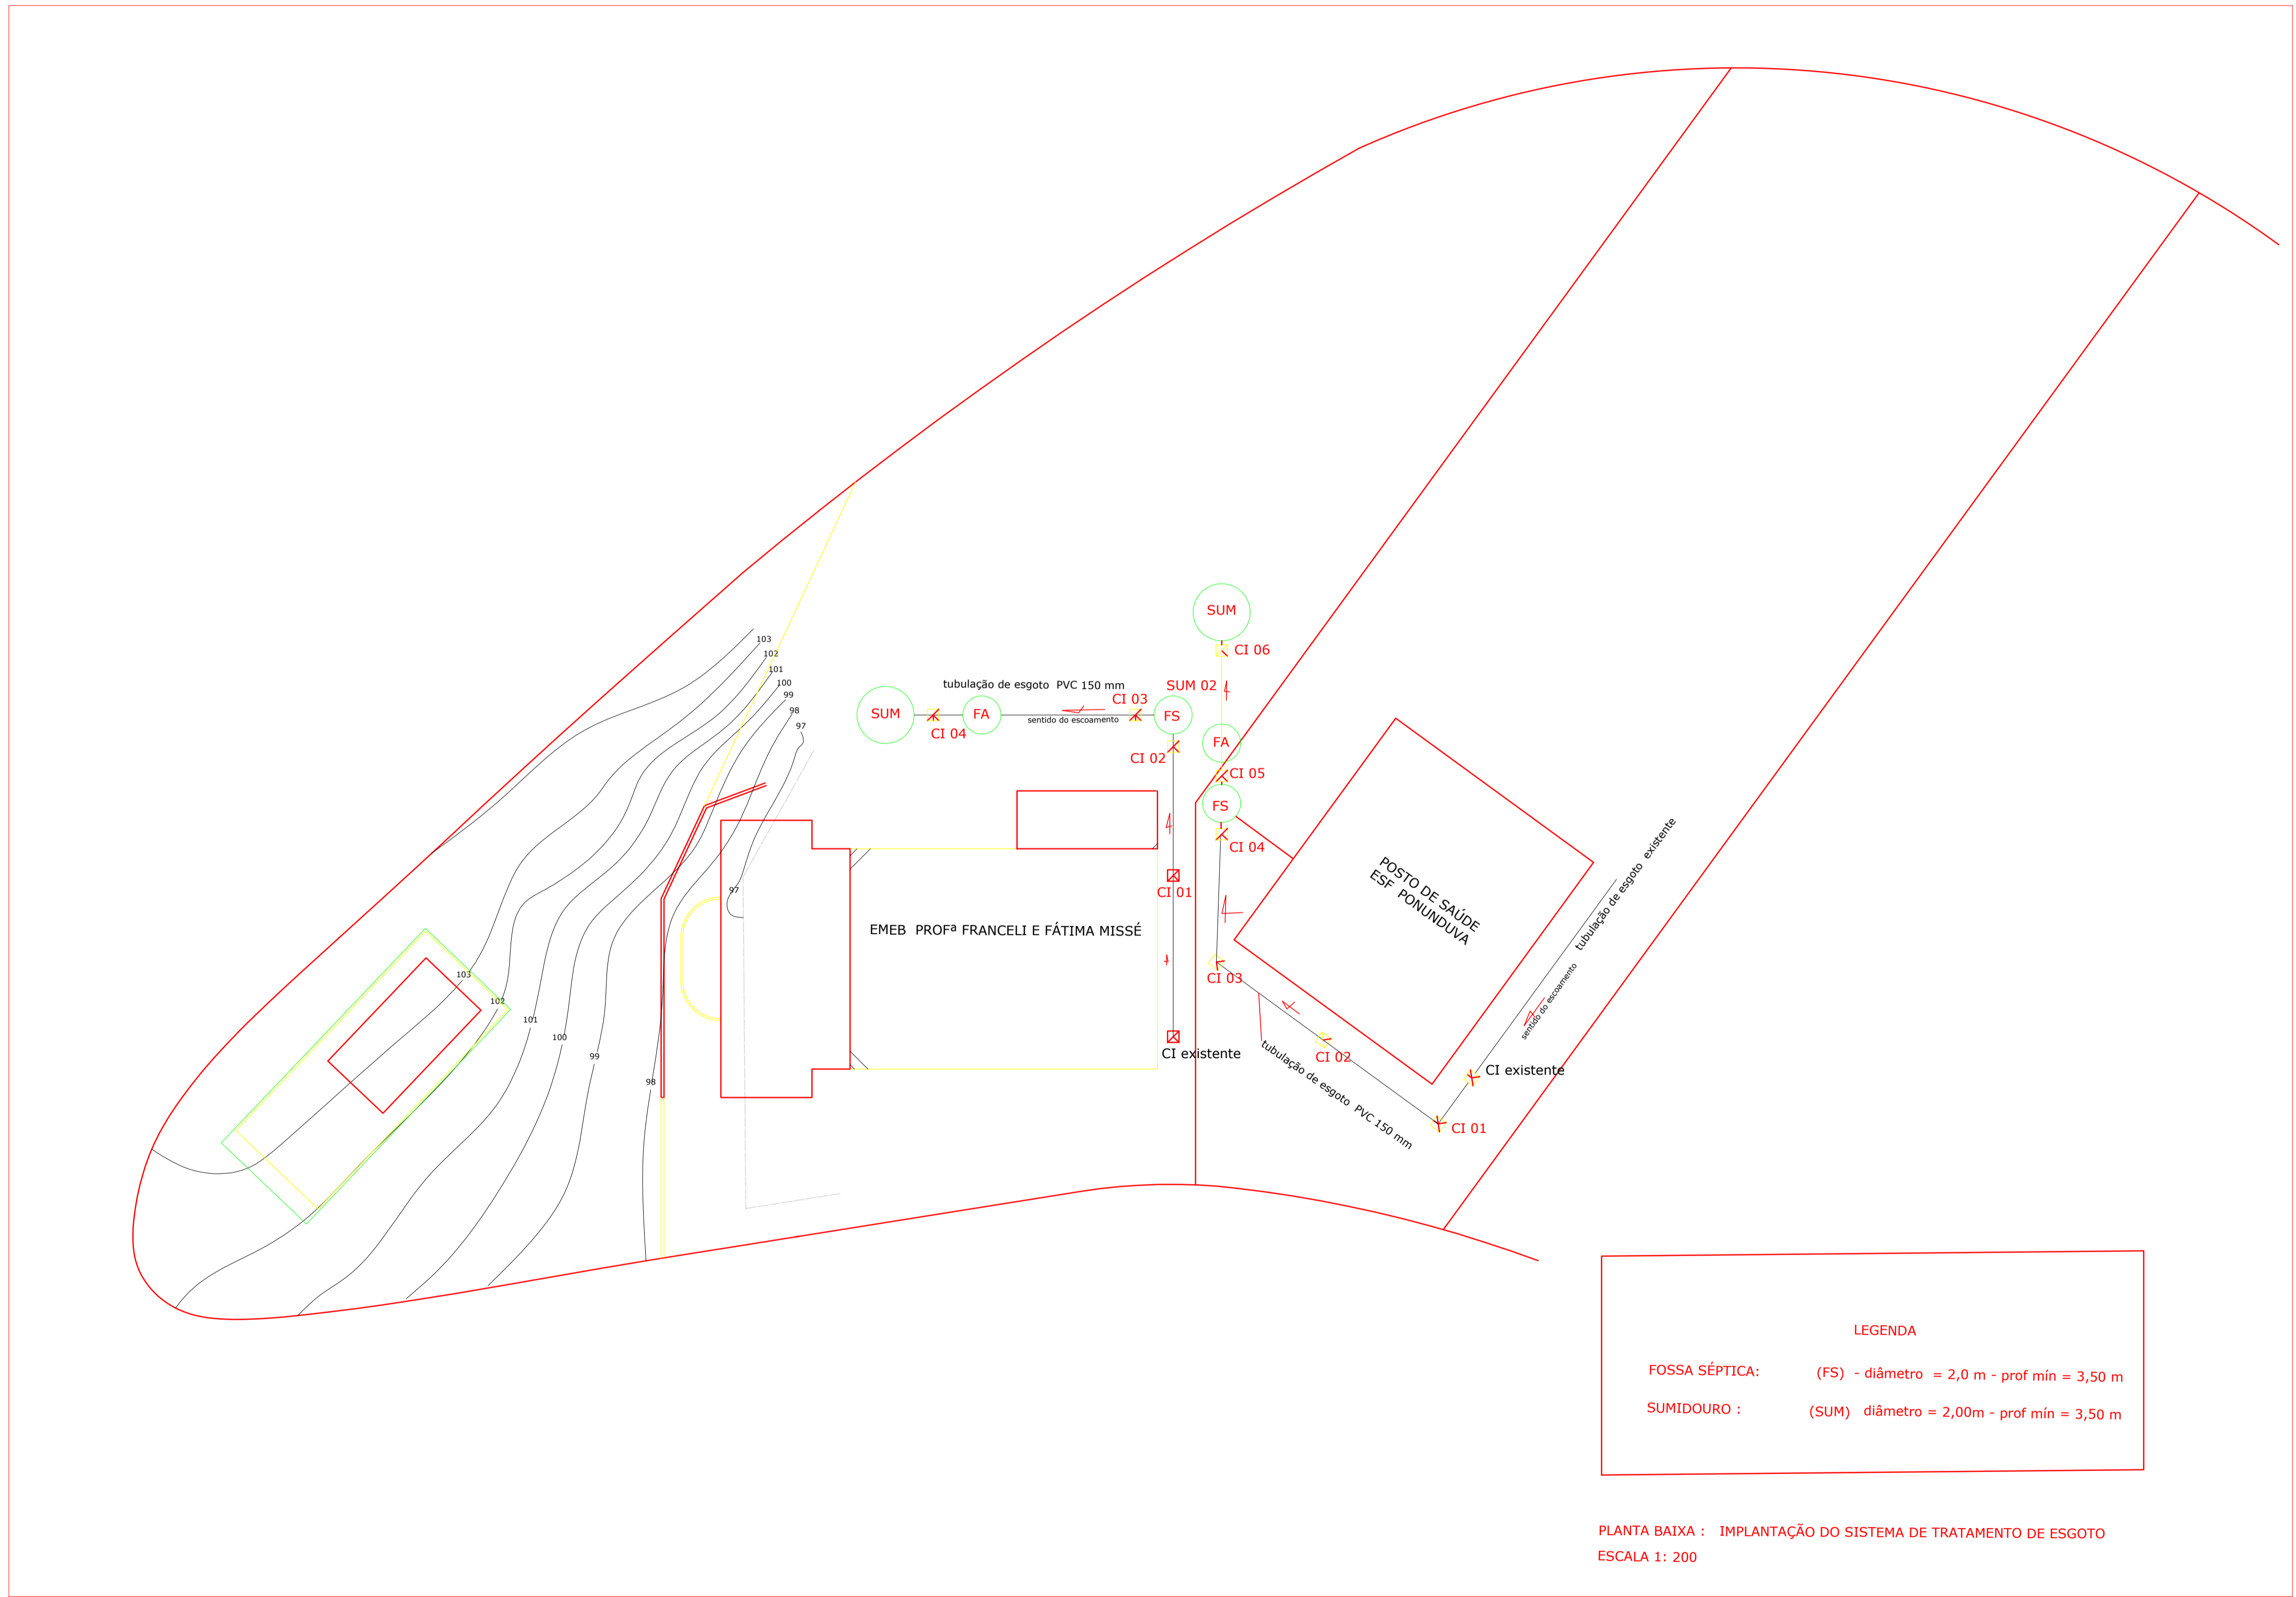 SUM
CI 06
103
102
101
100
99
98
97
tubulação de esgoto PVC 150 mm
SUM 02
CI 03
SUM
FA
FS
sentido do escoamento
CI 04
CI 02
FA
CI 05
FS
CI 04
97
CI 01
EMEB PROFª FRANCELI E FÁTIMA MISSÉ
POSTO DE SAÚDE
ESF PONUNDUVA
tubulação de esgoto existente
sentido do escoamento
103
102
101
100
99
98
CI 03
CI existente
CI 02
tubulação de esgoto PVC 150 mm
CI existente
CI 01
LEGENDA
FOSSA SÉPTICA: (FS) - diâmetro = 2,0 m - prof mín = 3,50 m
SUMIDOURO : (SUM) diâmetro = 2,00m - prof mín = 3,50 m
PLANTA BAIXA : IMPLANTAÇÃO DO SISTEMA DE TRATAMENTO DE ESGOTO
ESCALA 1: 200